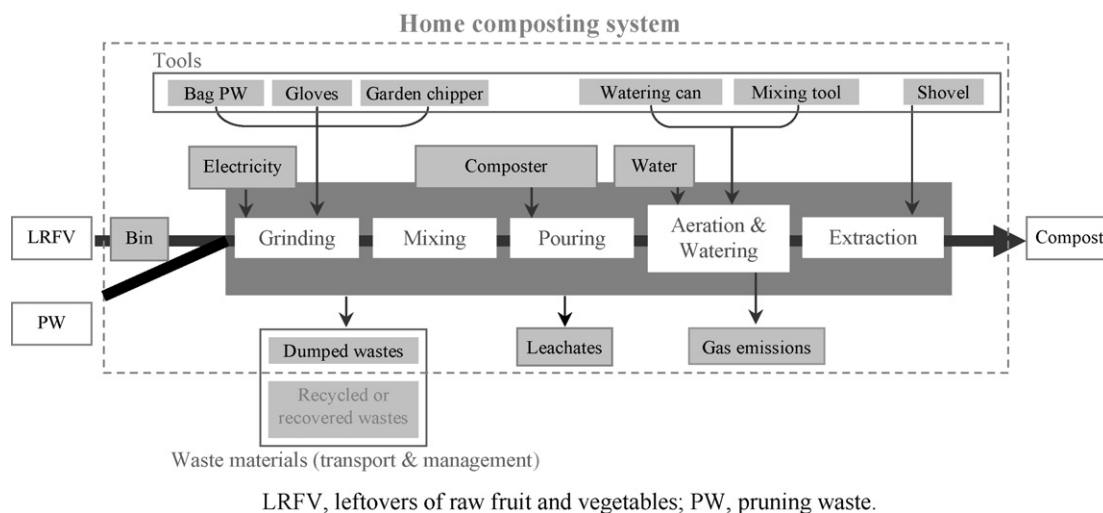 Home composting system
Tools
Bag PW
Gloves
Garden chipper
Watering can
Mixing tool
Shovel
Electricity
Composter
Water
LRFV
Bin
Grinding
Mixing
Pouring
Aeration &
Watering
Extraction
Compost
PW
Dumped wastes
Leachates
Gas emissions
Recycled or
recovered wastes
Waste materials (transport & management)
LRFV, leftovers of raw fruit and vegetables; PW, pruning waste.